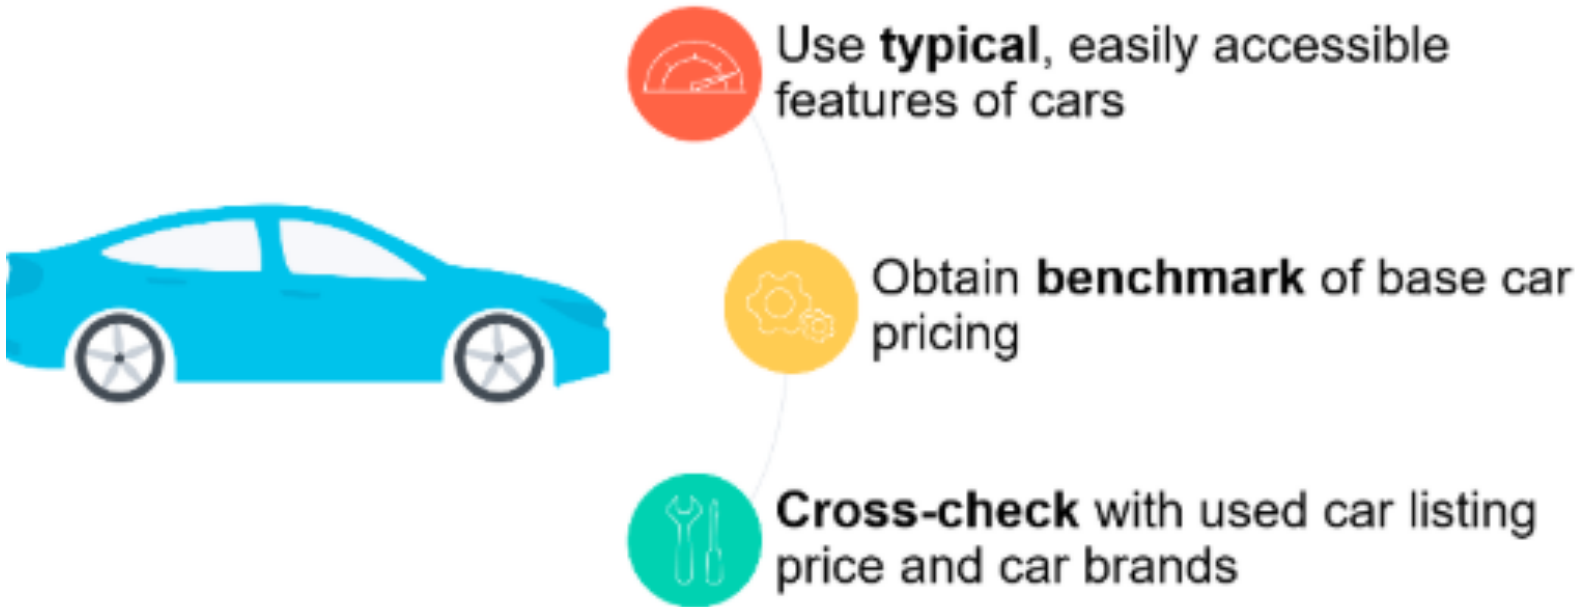 Use typical, easily accessible
features of cars
Obtain benchmark of base car
pricing
Cross-check with used car listing
price and car brands